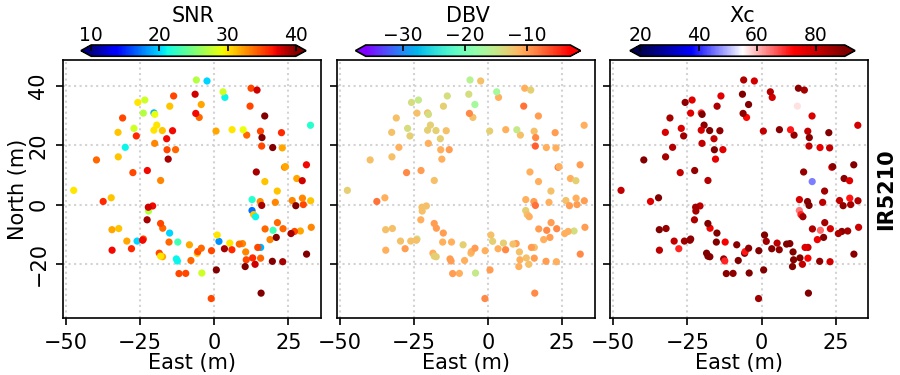 SNR DBV Xc
10 20 30 40 −30 −20 −10 20 40 60 80
40
20
0
−20
North (m)
IR5210
−50 −25 0 25 −50 −25 0 25 −50 −25 0 25
East (m) East (m) East (m)